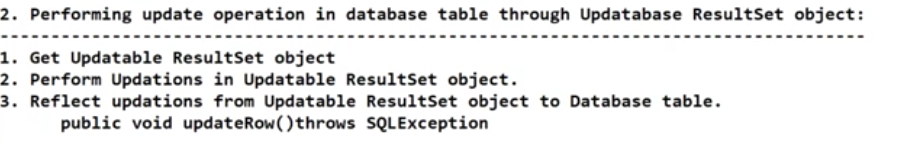 2. Performing update operation in database table through Updatabase ResultSet object:
-----------------------------------------------------------------------------------------
1. Get Updatable ResultSet object
2. Perform Updations in Updatable ResultSet object.
3. Reflect updations from Updatable ResultSet object to Database table.
public void updateRow()throws SQLException